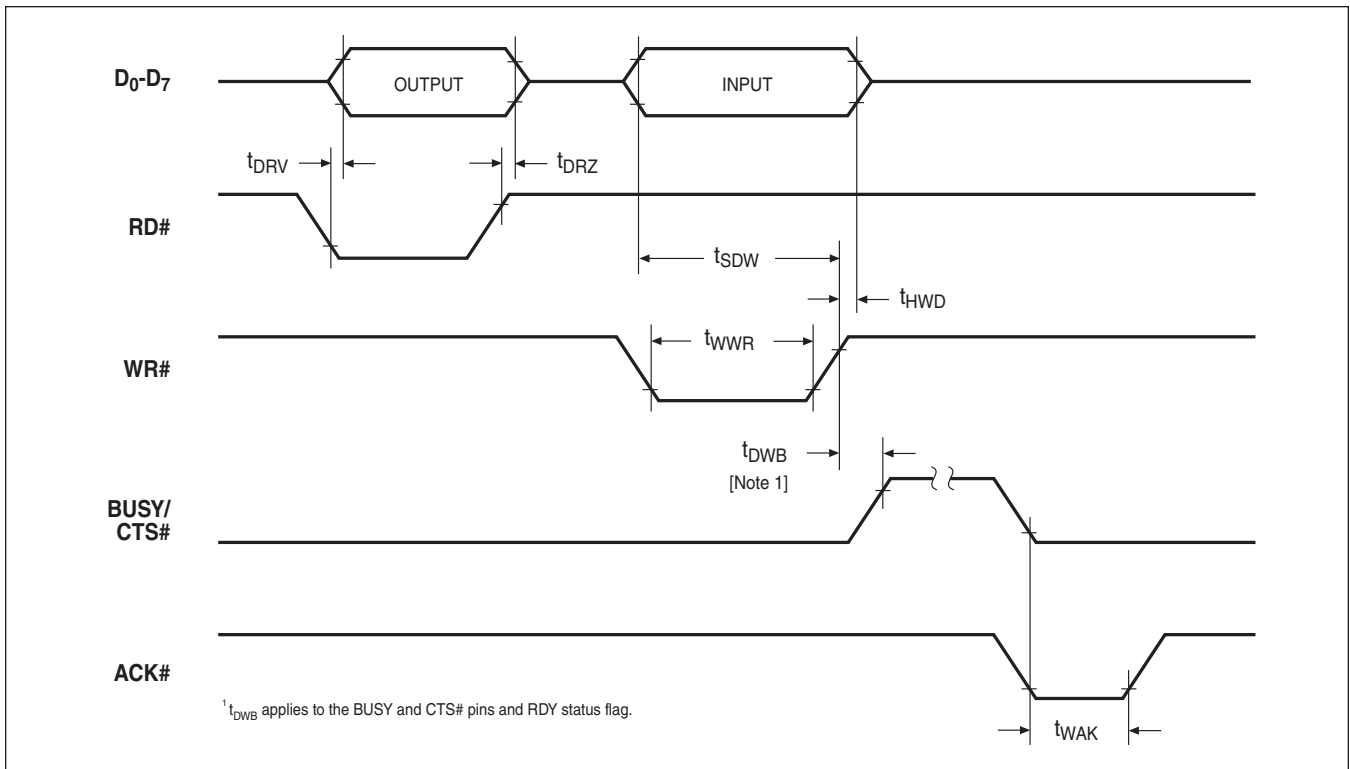 D0-D7
OUTPUT
INPUT
tDRV
tDRZ
RD#
tSDW
tHWD
WR#
tWWR
tDWB
[Note 1]
BUSY/
CTS#
ACK#
1 tDWB applies to the BUSY and CTS# pins and RDY status flag.
tWAK